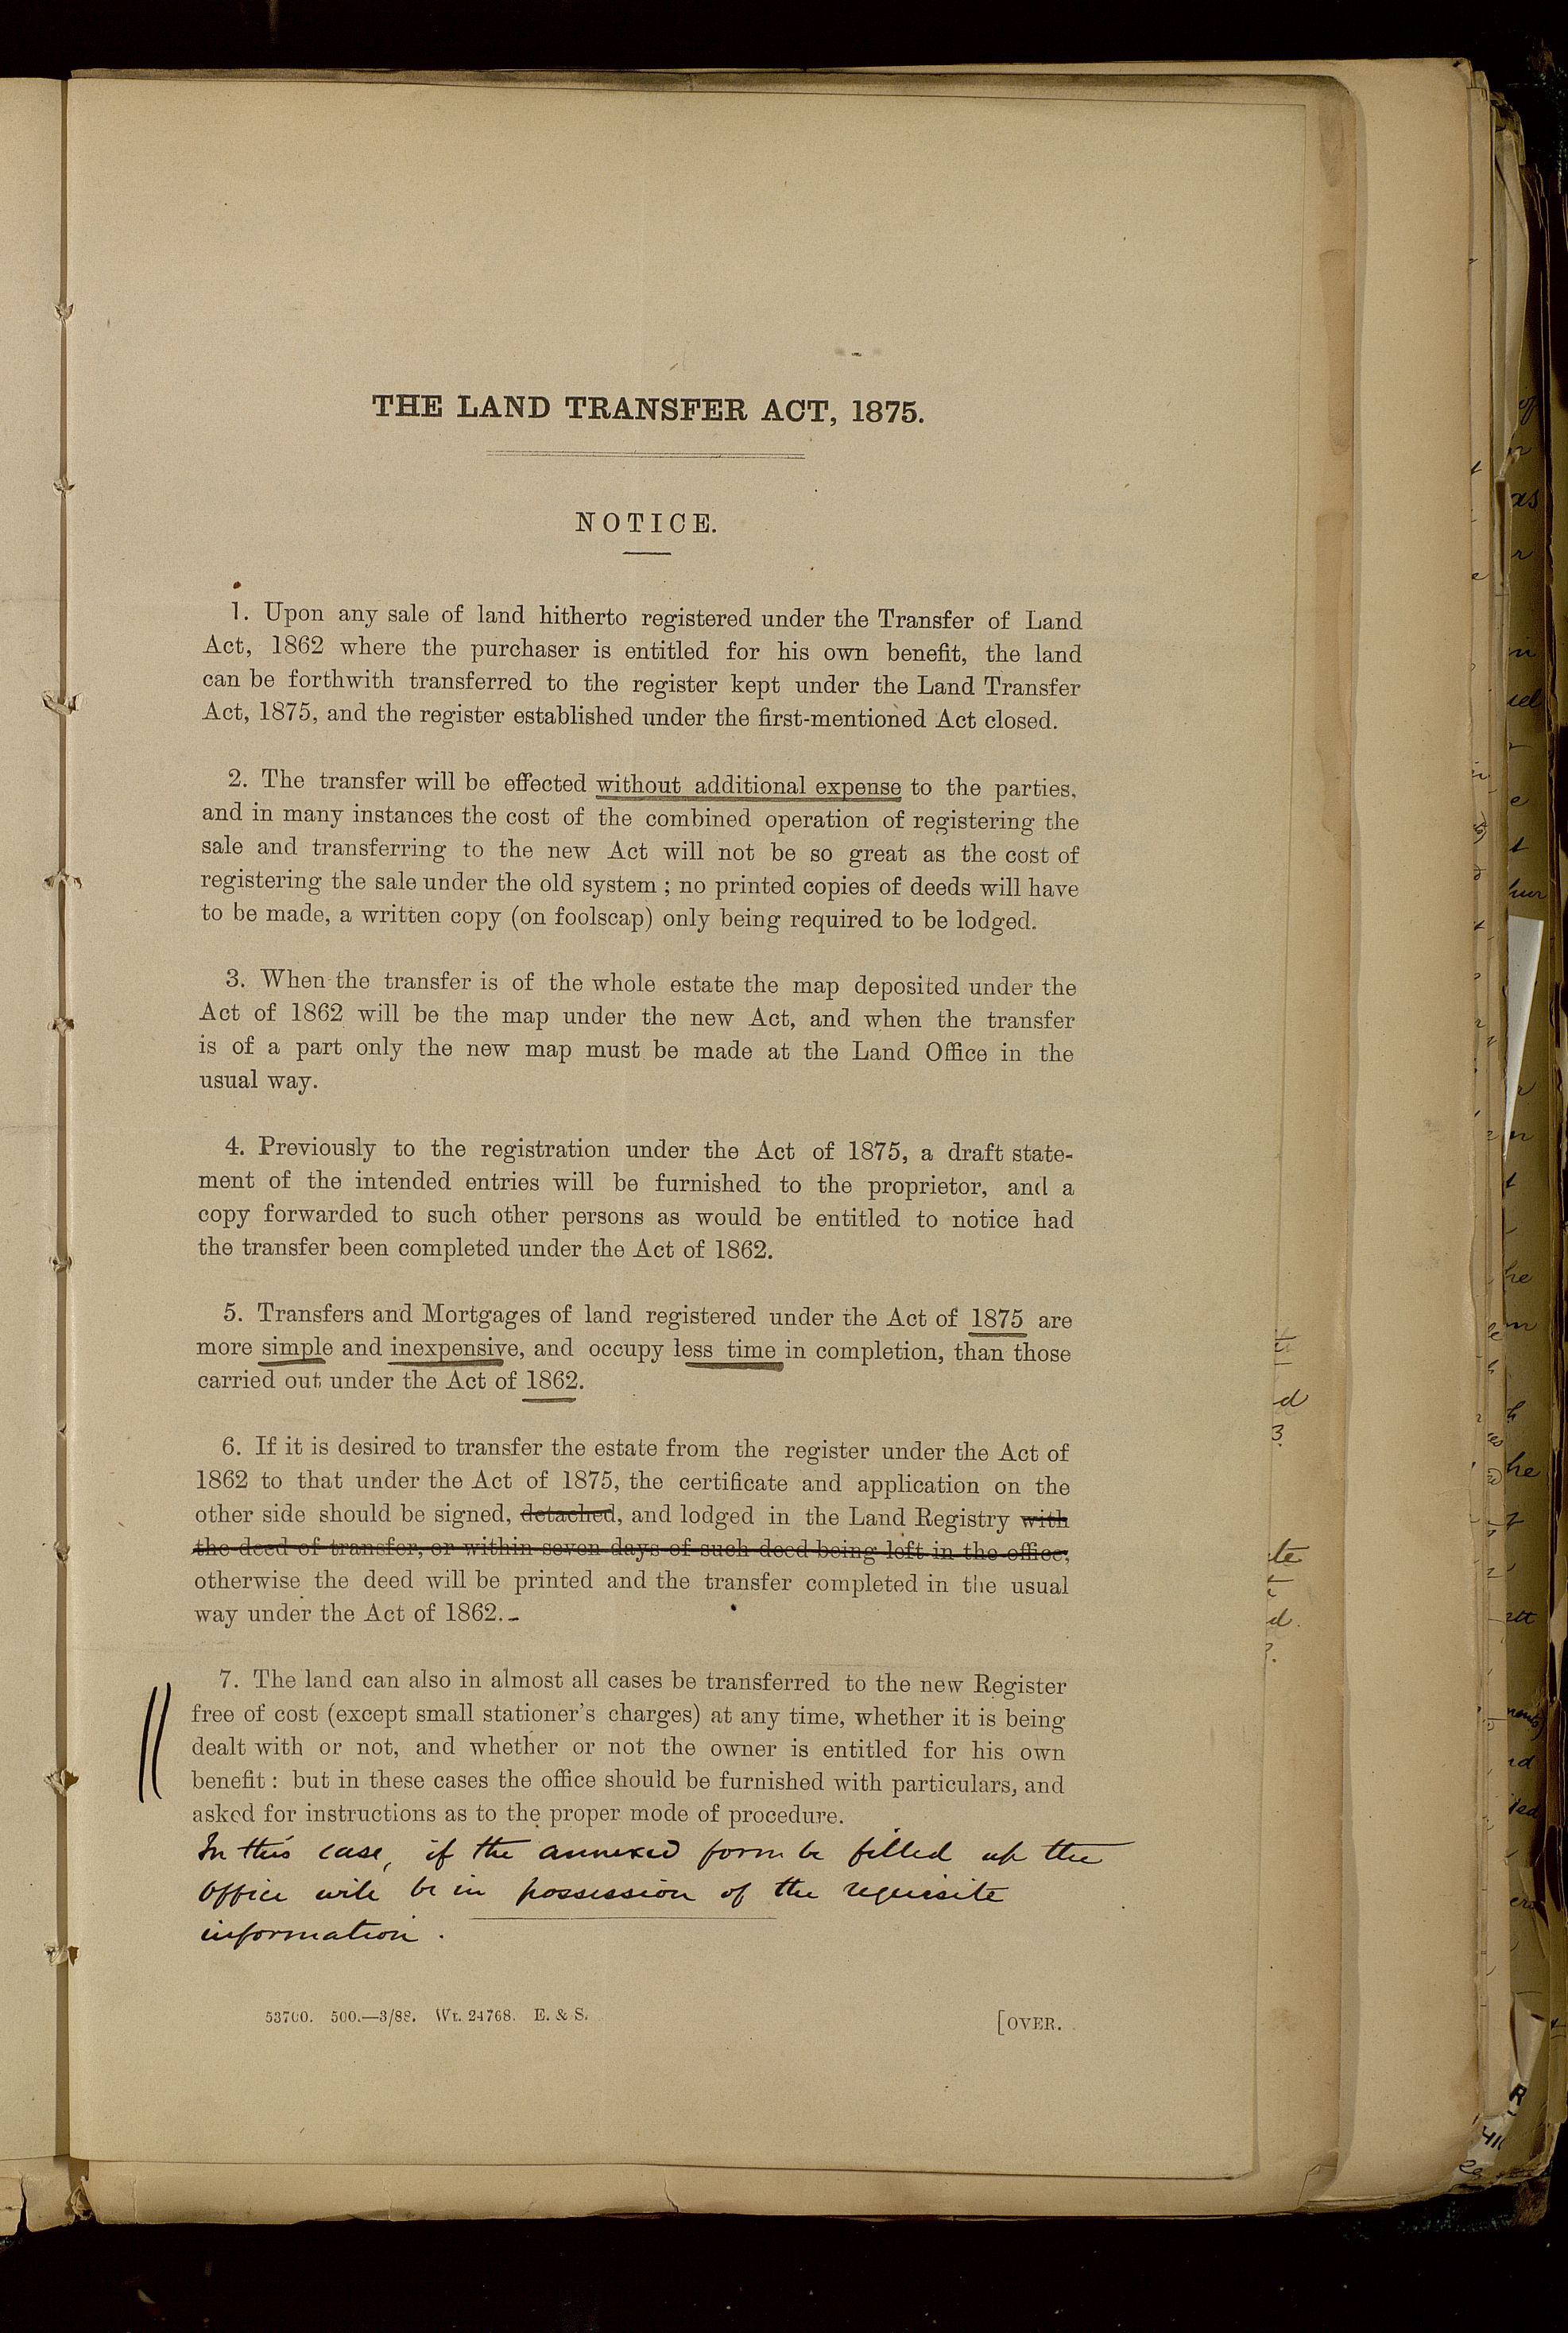 THE LAND TRANSFER ACT, 1875.
NOTICE.
1. Upon any sale of land hitherto registered under the Transfer of Land
Act, 1862 where the purchaser is entitled for his own benefit, the land
can be forthwith transferred to the register kept under the Land Transfer
Act, 1875, and the register established under the first-mentioned Act closed.
2. The transfer will be effected without additional expense to the parties,
and in many instances the cost of the combined operation of registering the
sale and transferring to the new Act will not be so great as the cost of
registering the sale under the old system ; no printed copies of deeds will have
to be made, a written copy (on foolscap) only being required to be lodged.
3. When the transfer is of the whole estate the map deposited under the
Act of 1862 will be the map under the new Act, and when the transfer
is of a part only the new map must be made at the Land Office in the
usual way.
4. Previously to the registration under the Act of 1875, a draft state-
ment of the intended entries will be furnished to the proprietor, and a
copy forwarded to such other persons as would be entitled to notice had
the transfer been completed under the Act of 1862.
5. Transfers and Mortgages of land registered under the Act of 1875 are
more simple and inexpensive, and occupy less time in completion, than those
carried out under the Act of 1862.
6. If it is desired to transfer the estate from the register under the Act of
1862 to that under the Act of 1875, the certificate and application on the
other side should be signed, detached, and lodged in the Land Registry with
the deed of transfer, or within seven days of such deed being left in the office,
otherwise the deed will be printed and the transfer completed in the usual
way under the Act of 1862.
7. The land can also in almost all cases be transferred to the new Register
free of cost (except small stationer's charges) at any time, whether it is being
dealt with or not, and whether or not the owner is entitled for his own
benefit : but in these cases the office should be furnished with particulars, and
asked for instructions as to the proper mode of procedure.
In this case, if the annexed form be filled up the
Office will be in possession of the requisite
information.
53700. 500.—3/88. Wt. 24768. E. & S.
[OVER.